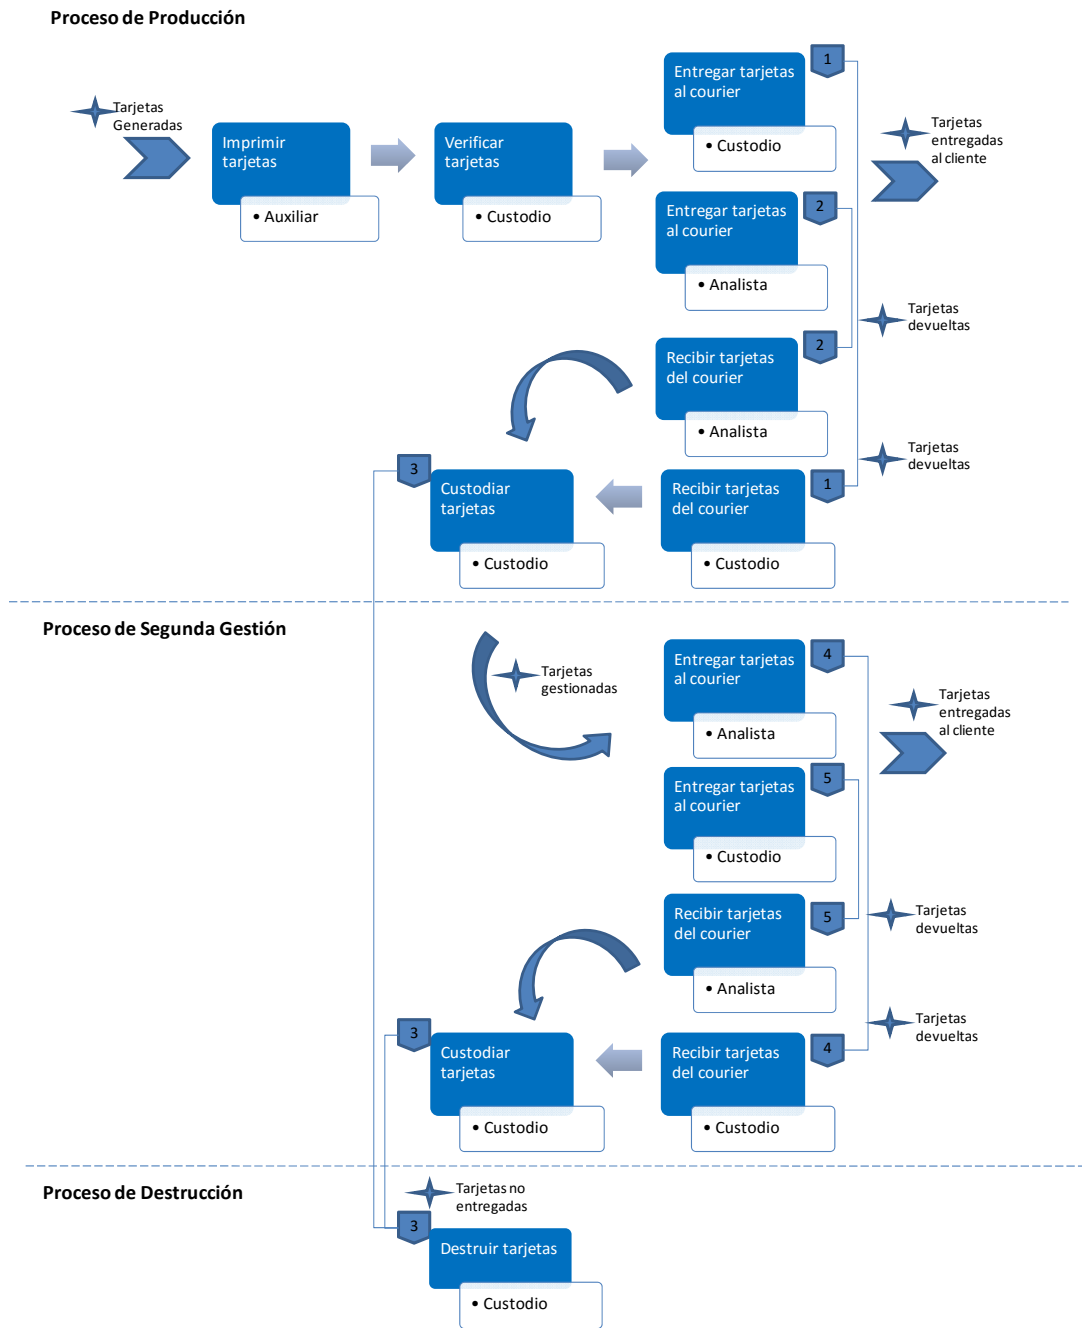 Proceso de Producción
Tarjetas
Generadas
Imprimir
tarjetas
• Auxiliar
Verificar
tarjetas
• Custodio
Entregar tarjetas
al courier
1
• Custodio
Tarjetas
entregadas
al cliente
Entregar tarjetas
al courier
2
• Analista
Tarjetas
devueltas
Recibir tarjetas
del courier
2
• Analista
Tarjetas
devueltas
3
Custodiar
tarjetas
• Custodio
Recibir tarjetas
del courier
1
• Custodio
Proceso de Segunda Gestión
Tarjetas
gestionadas
Entregar tarjetas
al courier
4
• Analista
Tarjetas
entregadas
al cliente
Entregar tarjetas
al courier
5
• Custodio
Recibir tarjetas
del courier
5
• Analista
Tarjetas
devueltas
Tarjetas
devueltas
3
Custodiar
tarjetas
• Custodio
Recibir tarjetas
del courier
4
• Custodio
Proceso de Destrucción
Tarjetas no
entregadas
3
Destruir tarjetas
• Custodio